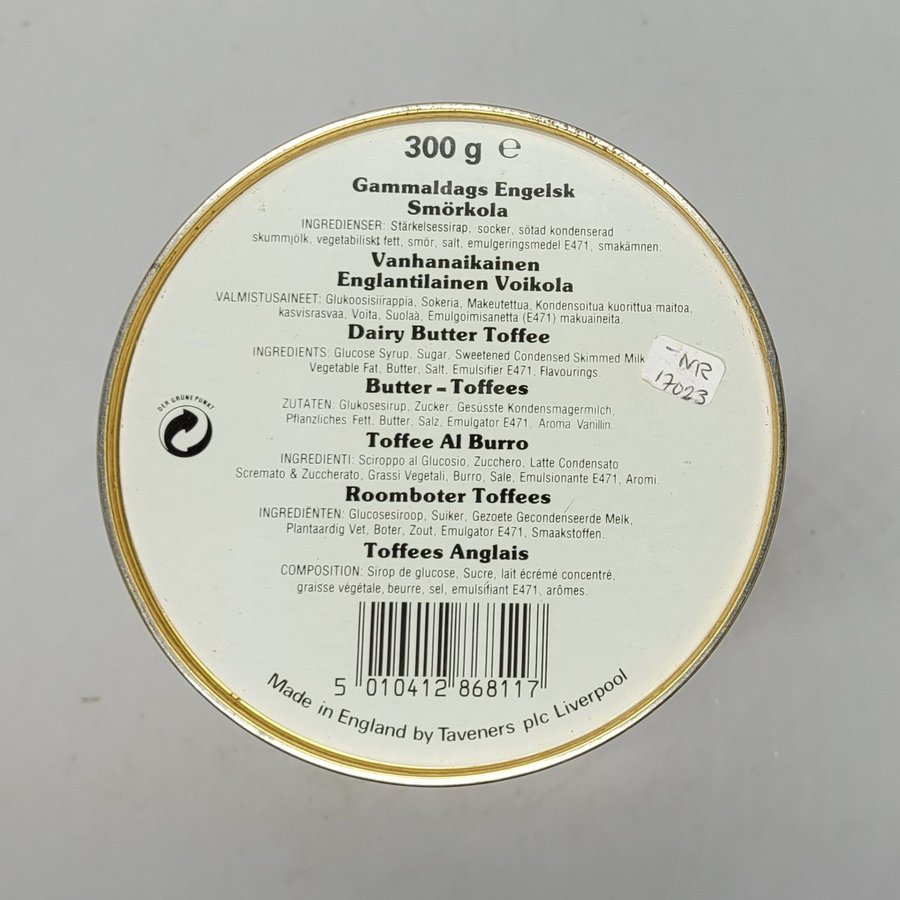 300 g ℮
Gammaldags Engelsk
Smörkola
INGREDIENSER: Stärkelsessirap, socker, sötad kondenserad
skummjölk, vegetabiliskt fett, smör, salt, emulgeringsmedel E471, smakämnen.
Vanhanaikainen
Englantilainen Voikola
VALMISTUSAINEET: Glukoosisiirappia, Sokeria, Makeutettua, Kondensoitua kuorittua maitoa,
kasvisrasvaa, Voita, Suolaa, Emulgoimisanetta (E471) makuaineita.
Dairy Butter Toffee
INGREDIENTS: Glucose Syrup, Sugar, Sweetened Condensed Skimmed Milk
Vegetable Fat, Butter, Salt, Emulsifier E471, Flavourings.
Butter – Toffees
ZUTATEN: Glukosesirup, Zucker, Gesusste Kondensmagermilch,
Pflanzliches Fett, Butter, Salz, Emulgator E471, Aroma Vanillin.
Toffee Al Burro
INGREDIENTI: Sciroppo al Glucosio, Zucchero, Latte Condensato
Scremato & Zuccherato, Grassi Vegetali, Burro, Sale, Emulsionante E471, Aromi.
Roomboter Toffees
INGREDIËNTEN: Glucosesiroop, Suiker, Gezoete Gecondenseerde Melk,
Plantaardig Vet, Boter, Zout, Emulgator E471, Smaakstoffen.
Toffees Anglais
COMPOSITION: Sirop de glucose, Sucre, lait écrémé concentré,
graisse végétale, beurre, sel, emulsifiant E471, arômes.
5 010412 868117
Made in England by Taveners plc Liverpool
DER GRÜNE PUNKT
-NR
17023